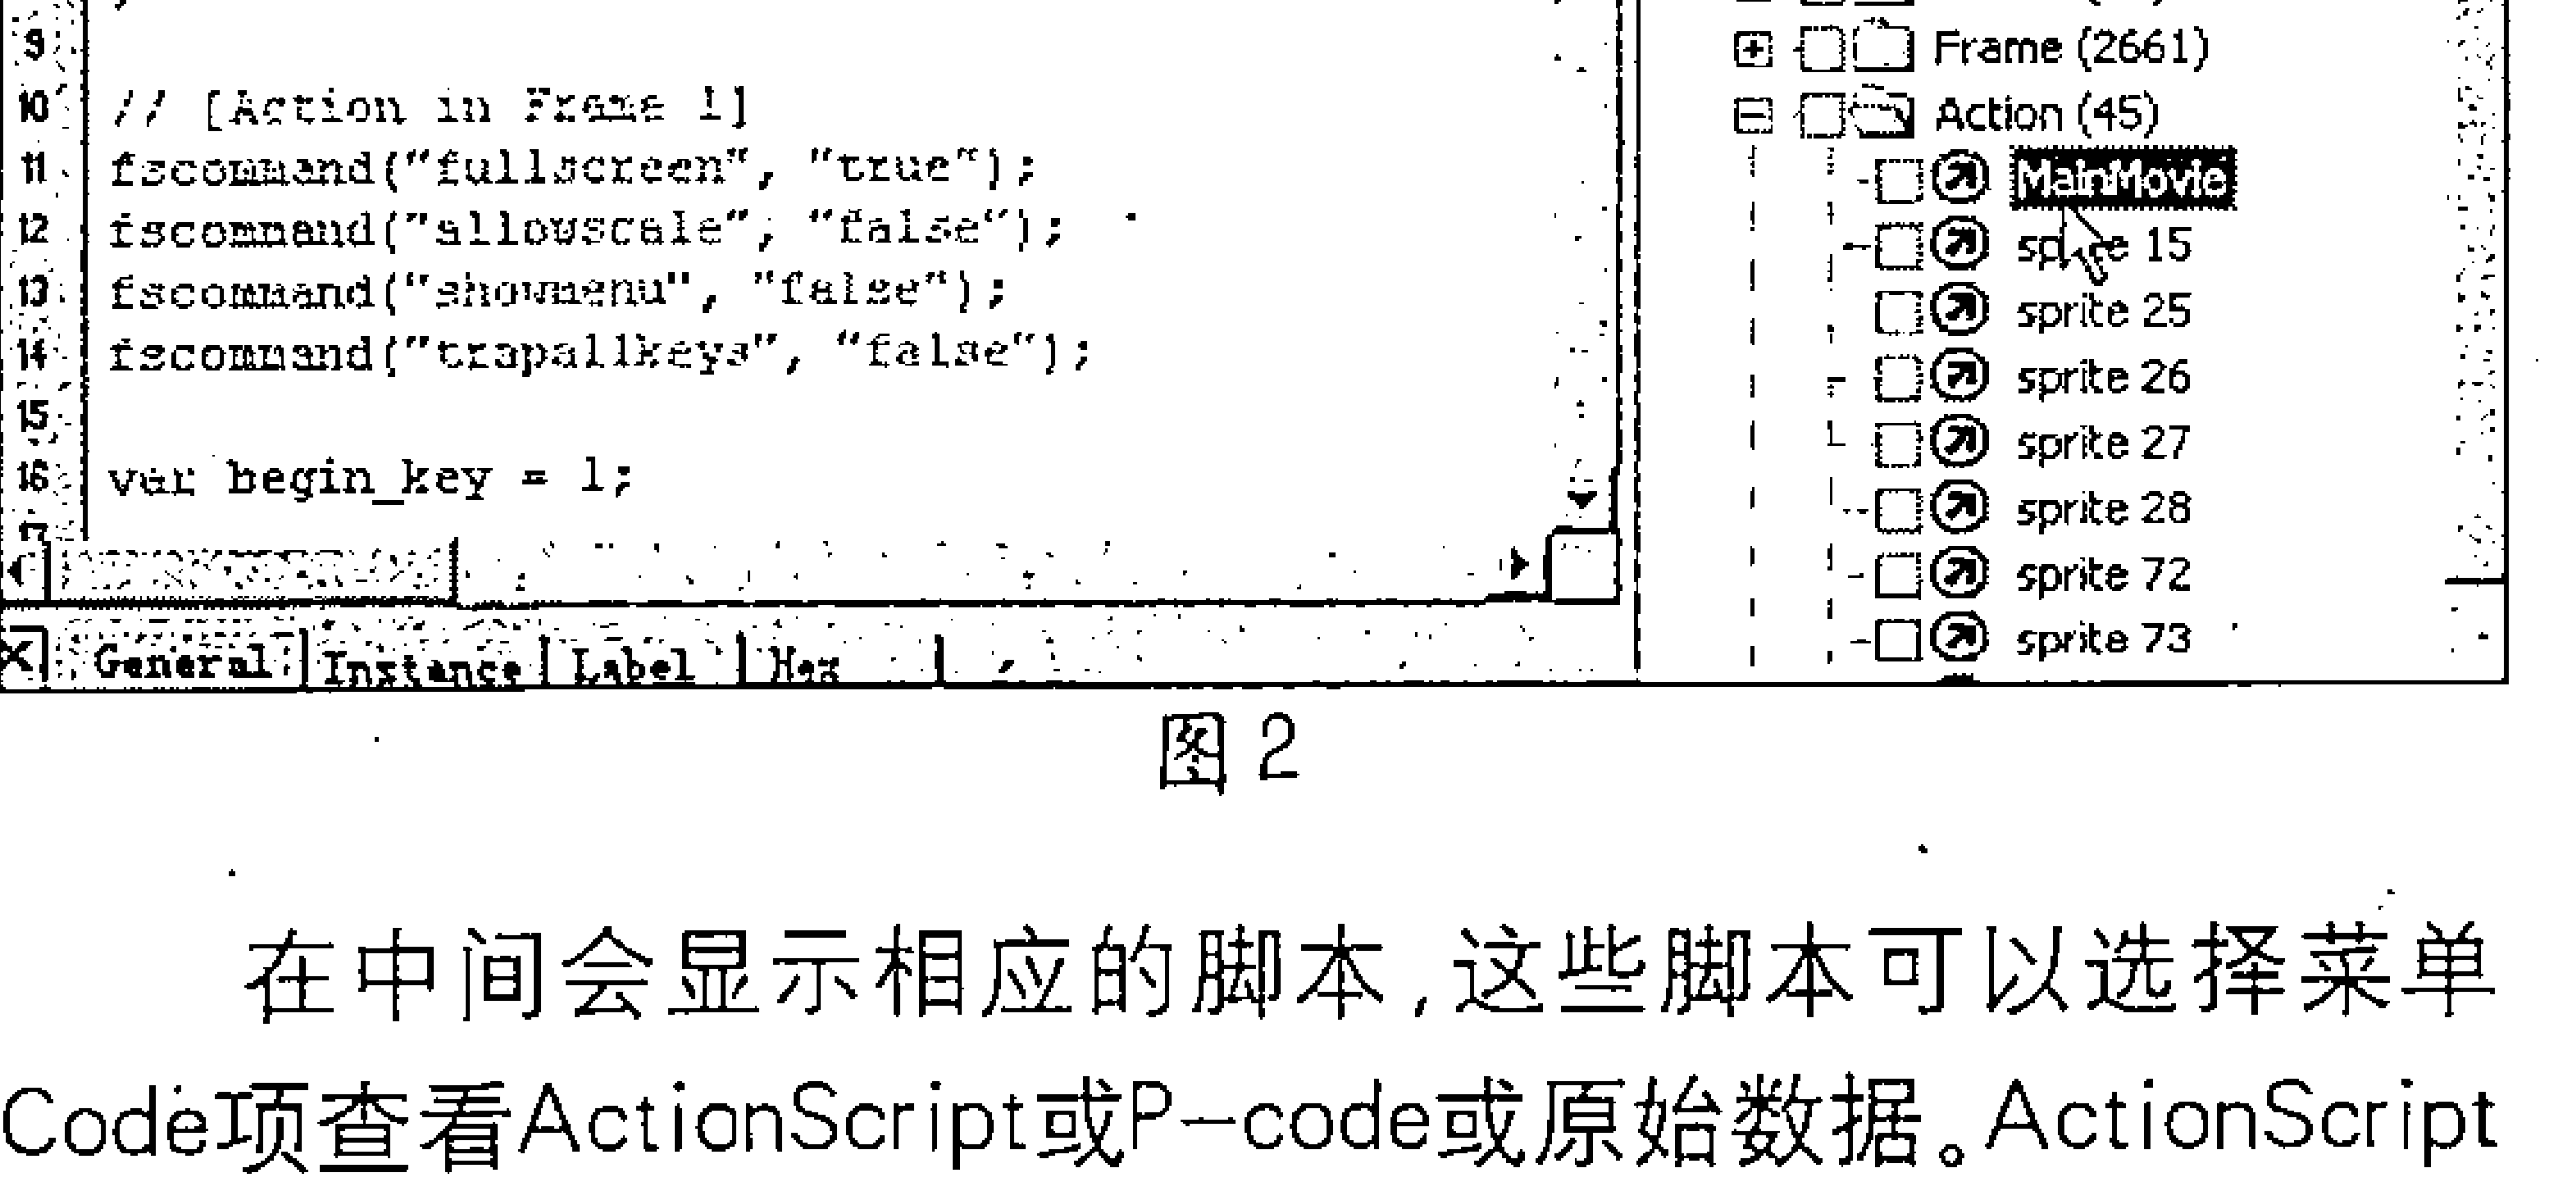 9
10 // [Action in Frame 1]
11 fscommand("fullscreen", "true");
12 fscommand("allowscale", "false");
13 fscommand("showmenu", "false");
14 fscommand("trapallkeys", "false");
15
16 var begin_key = 1;
17
General Instance Label Hex
Frame (2661)
Action (45)
MainMovie
sprite 15
sprite 25
sprite 26
sprite 27
sprite 28
sprite 72
sprite 73
图 2
在中间会显示相应的脚本,这些脚本可以选择菜单
Code项查看ActionScript或P-code或原始数据。ActionScript